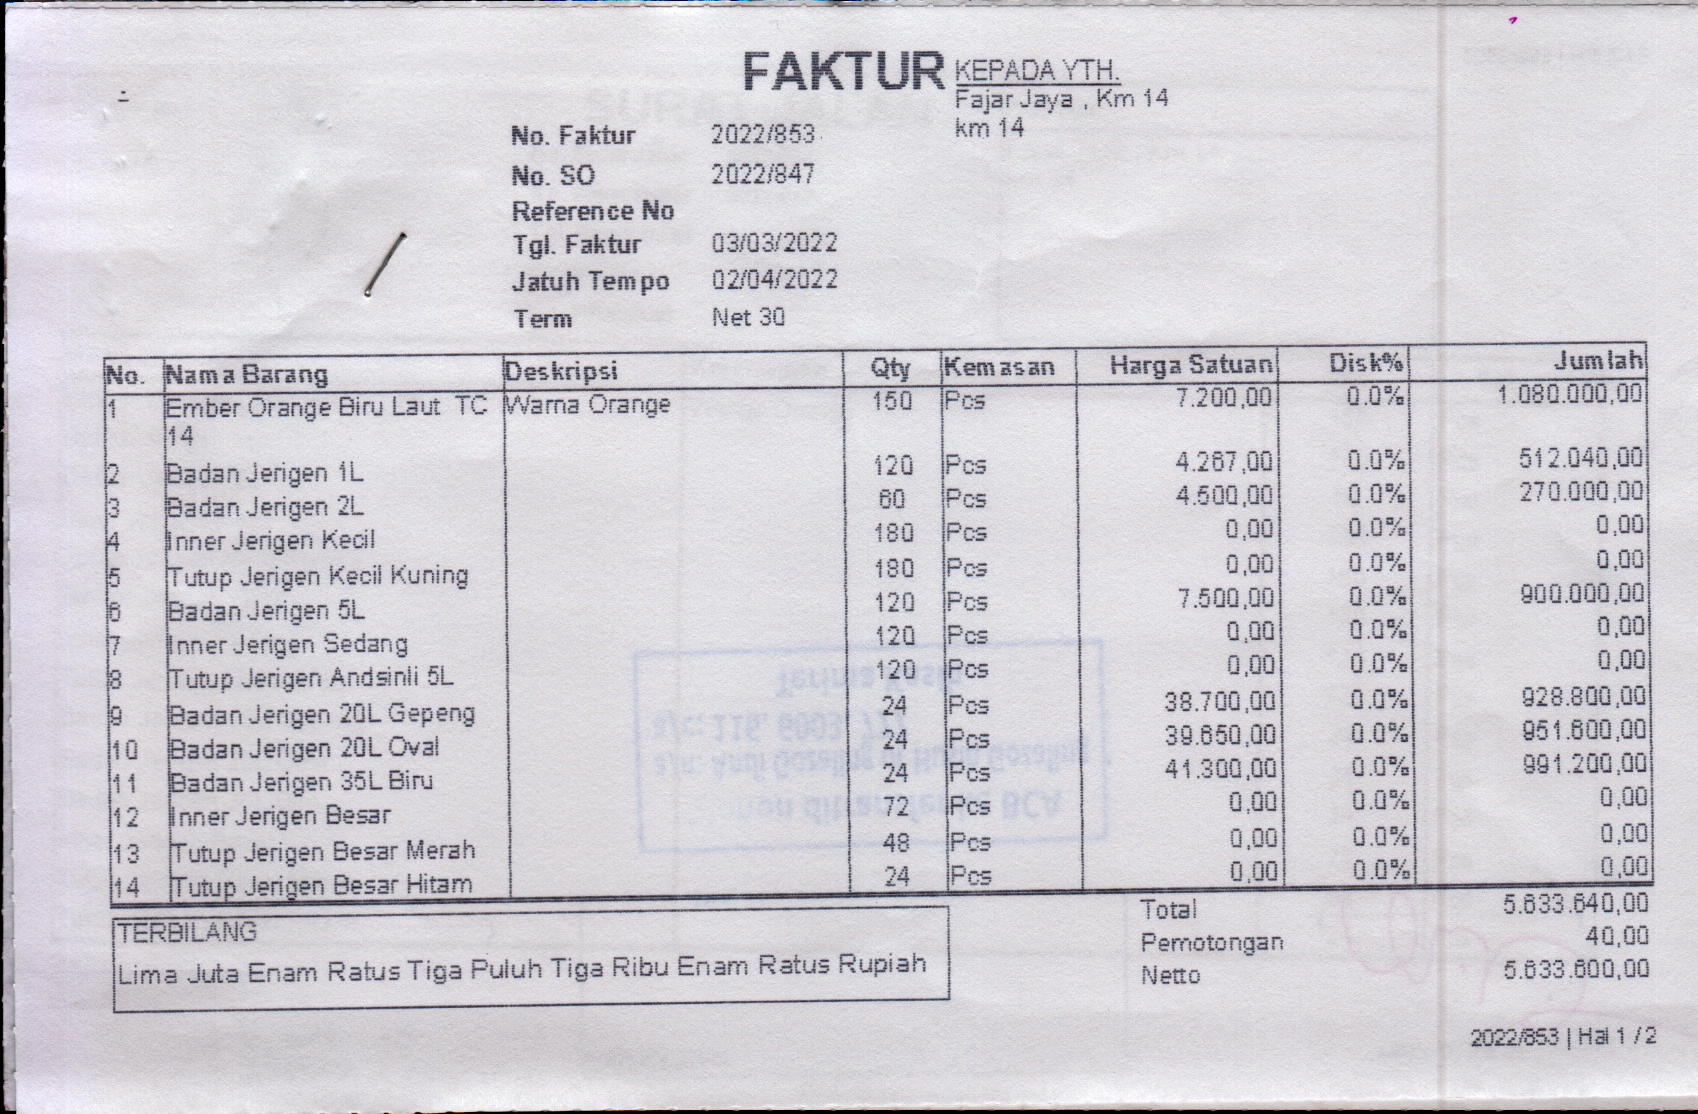 FAKTUR
KEPADA YTH.
Fajar Jaya , Km 14
km 14
No. Faktur 2022/853
No. SO 2022/847
Reference No
Tgl. Faktur 03/03/2022
Jatuh Tempo 02/04/2022
Term Net 30
No. Nama Barang Deskripsi Qty Kemasan Harga Satuan Disk% Jumlah
1 Ember Orange Biru Laut TC 14 Warna Orange 150 Pcs 7.200,00 0.0% 1.080.000,00
2 Badan Jerigen 1L 120 Pcs 4.267,00 0.0% 512.040,00
3 Badan Jerigen 2L 60 Pcs 4.500,00 0.0% 270.000,00
4 Inner Jerigen Kecil 180 Pcs 0,00 0.0% 0,00
5 Tutup Jerigen Kecil Kuning 180 Pcs 0,00 0.0% 0,00
6 Badan Jerigen 5L 120 Pcs 7.500,00 0.0% 900.000,00
7 Inner Jerigen Sedang 120 Pcs 0,00 0.0% 0,00
8 Tutup Jerigen Andsinli 5L 120 Pcs 0,00 0.0% 0,00
9 Badan Jerigen 20L Gepeng 24 Pcs 38.700,00 0.0% 928.800,00
10 Badan Jerigen 20L Oval 24 Pcs 39.650,00 0.0% 951.600,00
11 Badan Jerigen 35L Biru 24 Pcs 41.300,00 0.0% 991.200,00
12 Inner Jerigen Besar 72 Pcs 0,00 0.0% 0,00
13 Tutup Jerigen Besar Merah 48 Pcs 0,00 0.0% 0,00
14 Tutup Jerigen Besar Hitam 24 Pcs 0,00 0.0% 0,00
TERBILANG
Lima Juta Enam Ratus Tiga Puluh Tiga Ribu Enam Ratus Rupiah
Total 5.633.640,00
Pemotongan 40,00
Netto 5.633.600,00
2022/853 | Hal 1 / 2